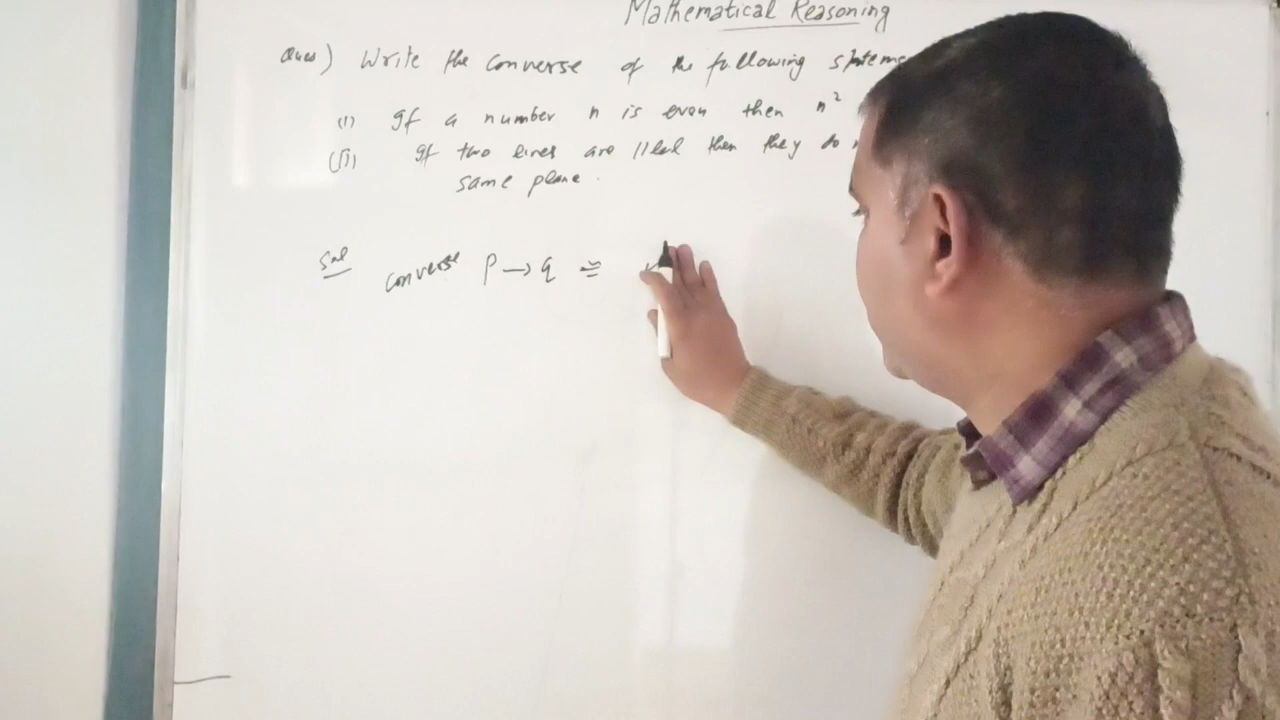 Mathematical Reasoning
Ques) Write the converse of the following stateme
(i) If a number n is even then n²
(ii) If two lines are ||lel then they do
same plane.
Sol converse P → q ≅